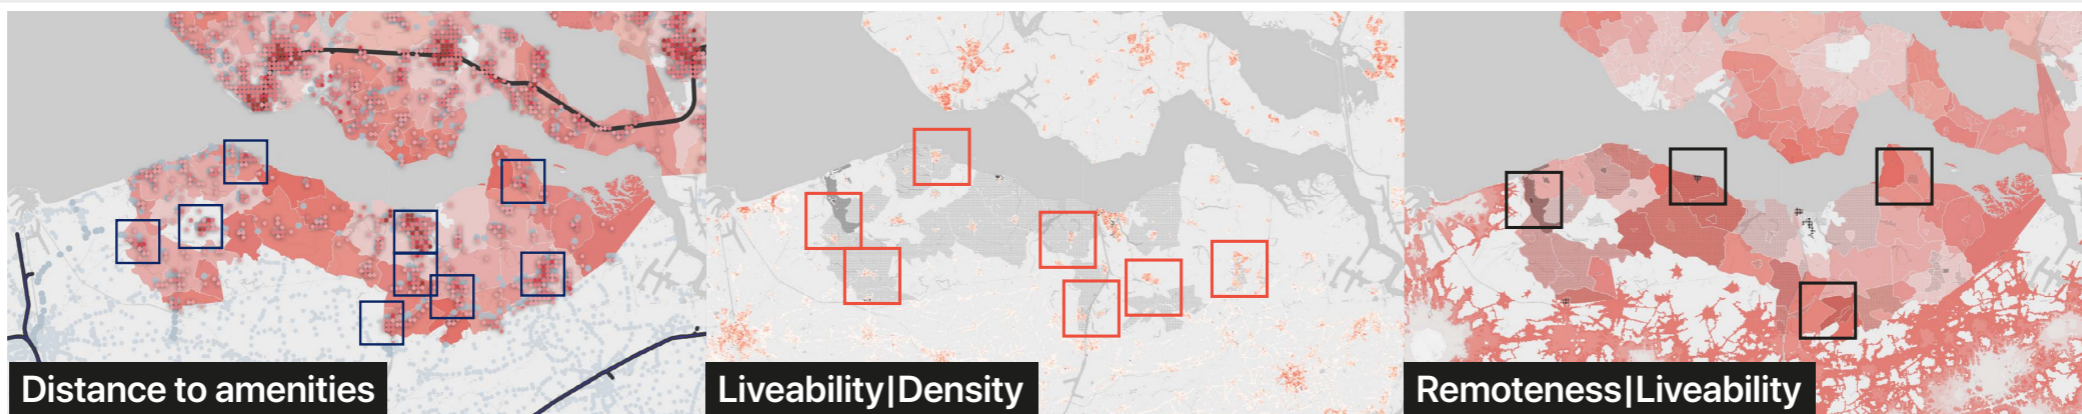 Distance to amenities
Liveability|Density
Remoteness|Liveability